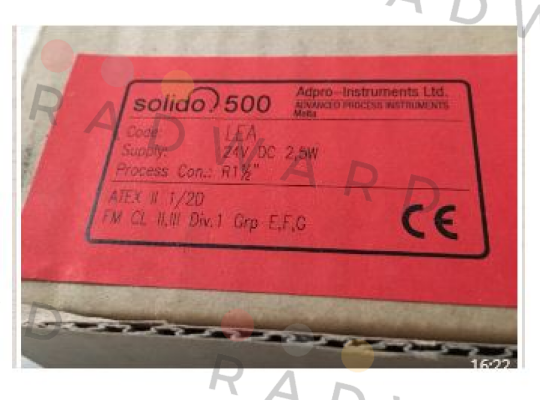 solido 500
Adpro-Instruments Ltd.
ADVANCED PROCESS INSTRUMENTS
Malta
Code: LEA
Supply: 24V DC 2,5W
Process Con.: R1½"
ATEX II 1/2D
FM CL II,III Div.1 Grp E,F,G
CE
16:22
RADWARD
RADWARD